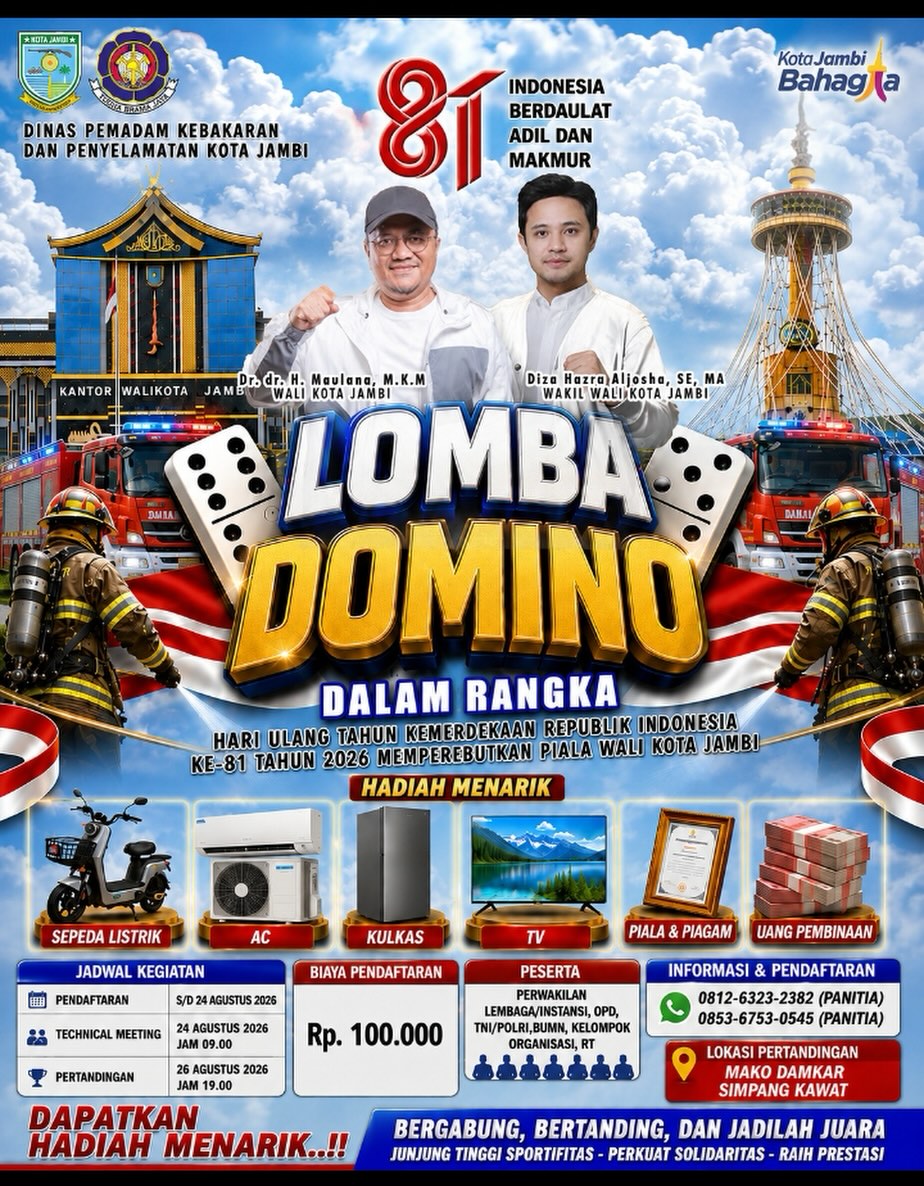 KOTA JAMBI
YUDHA BRAMA JAYA
DINAS PEMADAM KEBAKARAN
DAN PENYELAMATAN KOTA JAMBI
81
INDONESIA
BERDAULAT
ADIL DAN
MAKMUR
Kota Jambi
Bahagia
KANTOR WALIKOTA JAMB
Dr. dr. H. Maulana, M.K.M
WALI KOTA JAMBI
Diza Hazra Aljosha, SE, MA
WAKIL WALI KOTA JAMBI
LOMBA
DOMINO
DALAM RANGKA
HARI ULANG TAHUN KEMERDEKAAN REPUBLIK INDONESIA
KE-81 TAHUN 2026 MEMPEREBUTKAN PIALA WALI KOTA JAMBI
HADIAH MENARIK
SEPEDA LISTRIK
AC
KULKAS
TV
PIALA & PIAGAM
UANG PEMBINAAN
JADWAL KEGIATAN
PENDAFTARAN S/D 24 AGUSTUS 2026
TECHNICAL MEETING 24 AGUSTUS 2026
JAM 09.00
PERTANDINGAN 26 AGUSTUS 2026
JAM 19.00
BIAYA PENDAFTARAN
Rp. 100.000
PESERTA
PERWAKILAN
LEMBAGA/INSTANSI, OPD,
TNI/POLRI,BUMN, KELOMPOK
ORGANISASI, RT
INFORMASI & PENDAFTARAN
0812-6323-2382 (PANITIA)
0853-6753-0545 (PANITIA)
LOKASI PERTANDINGAN
MAKO DAMKAR
SIMPANG KAWAT
DAPATKAN
HADIAH MENARIK..!!
BERGABUNG, BERTANDING, DAN JADILAH JUARA
JUNJUNG TINGGI SPORTIFITAS - PERKUAT SOLIDARITAS - RAIH PRESTASI